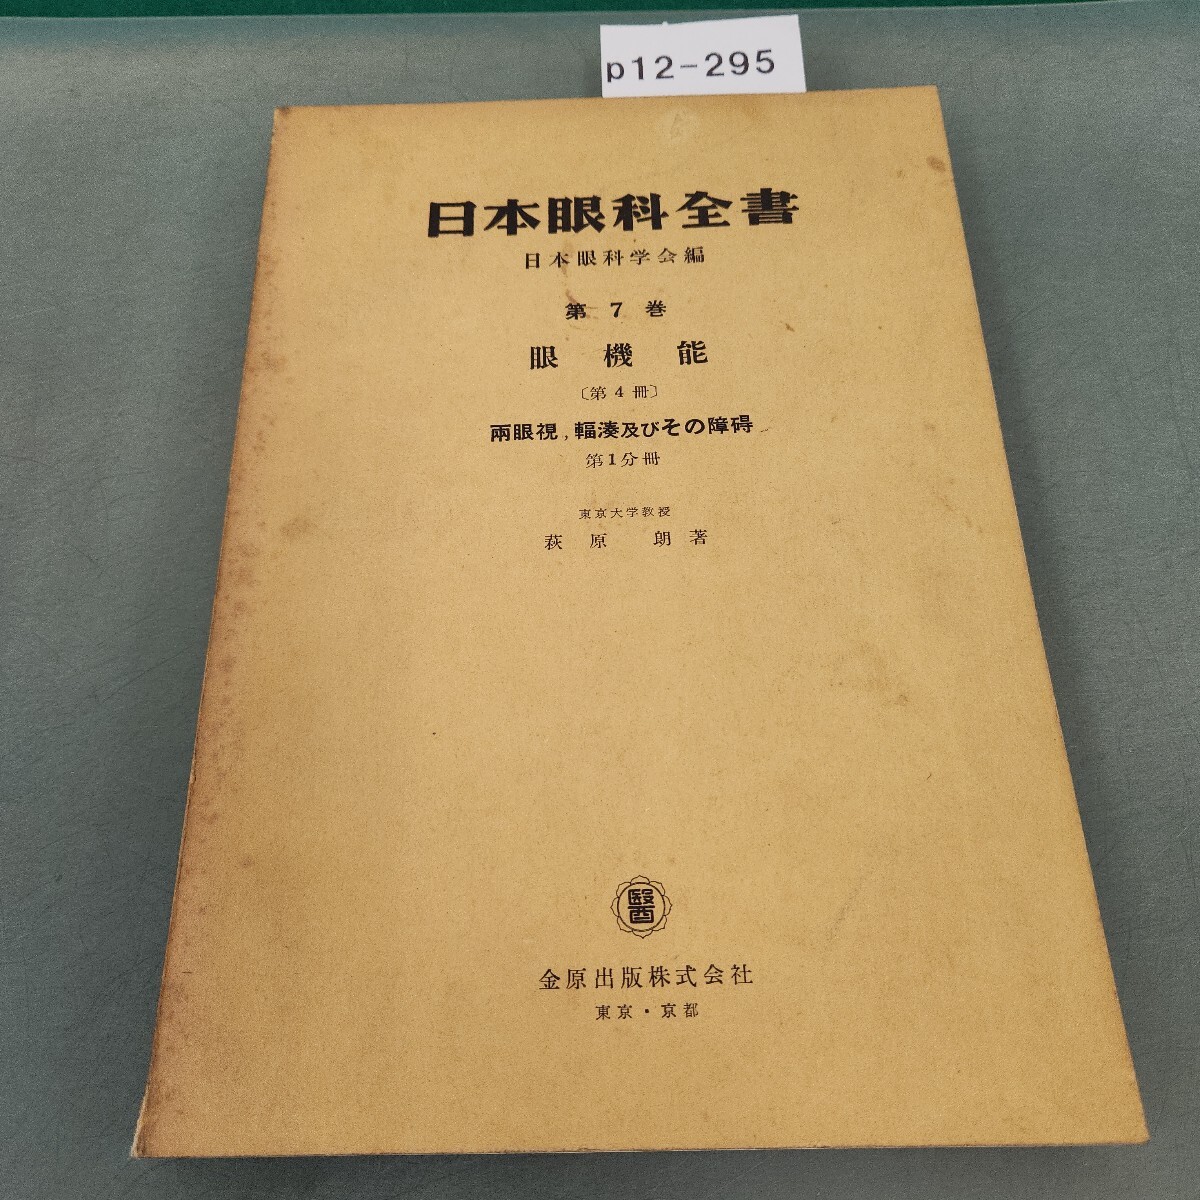 p12-295
日本眼科全書
日本眼科学会編
第7巻
眼機能
〔第4冊〕
兩眼視，輻湊及びその障碍
第1分冊
東京大学教授
萩原 朗著
醫
金原出版株式会社
東京・京都